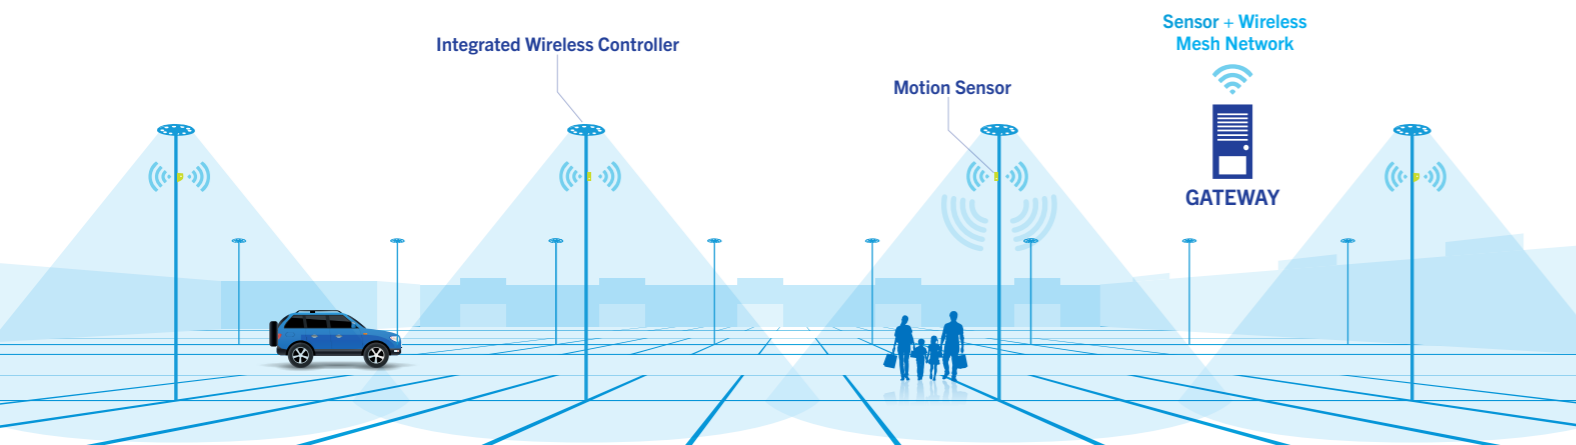 Integrated Wireless Controller
Motion Sensor
Sensor + Wireless
Mesh Network
GATEWAY